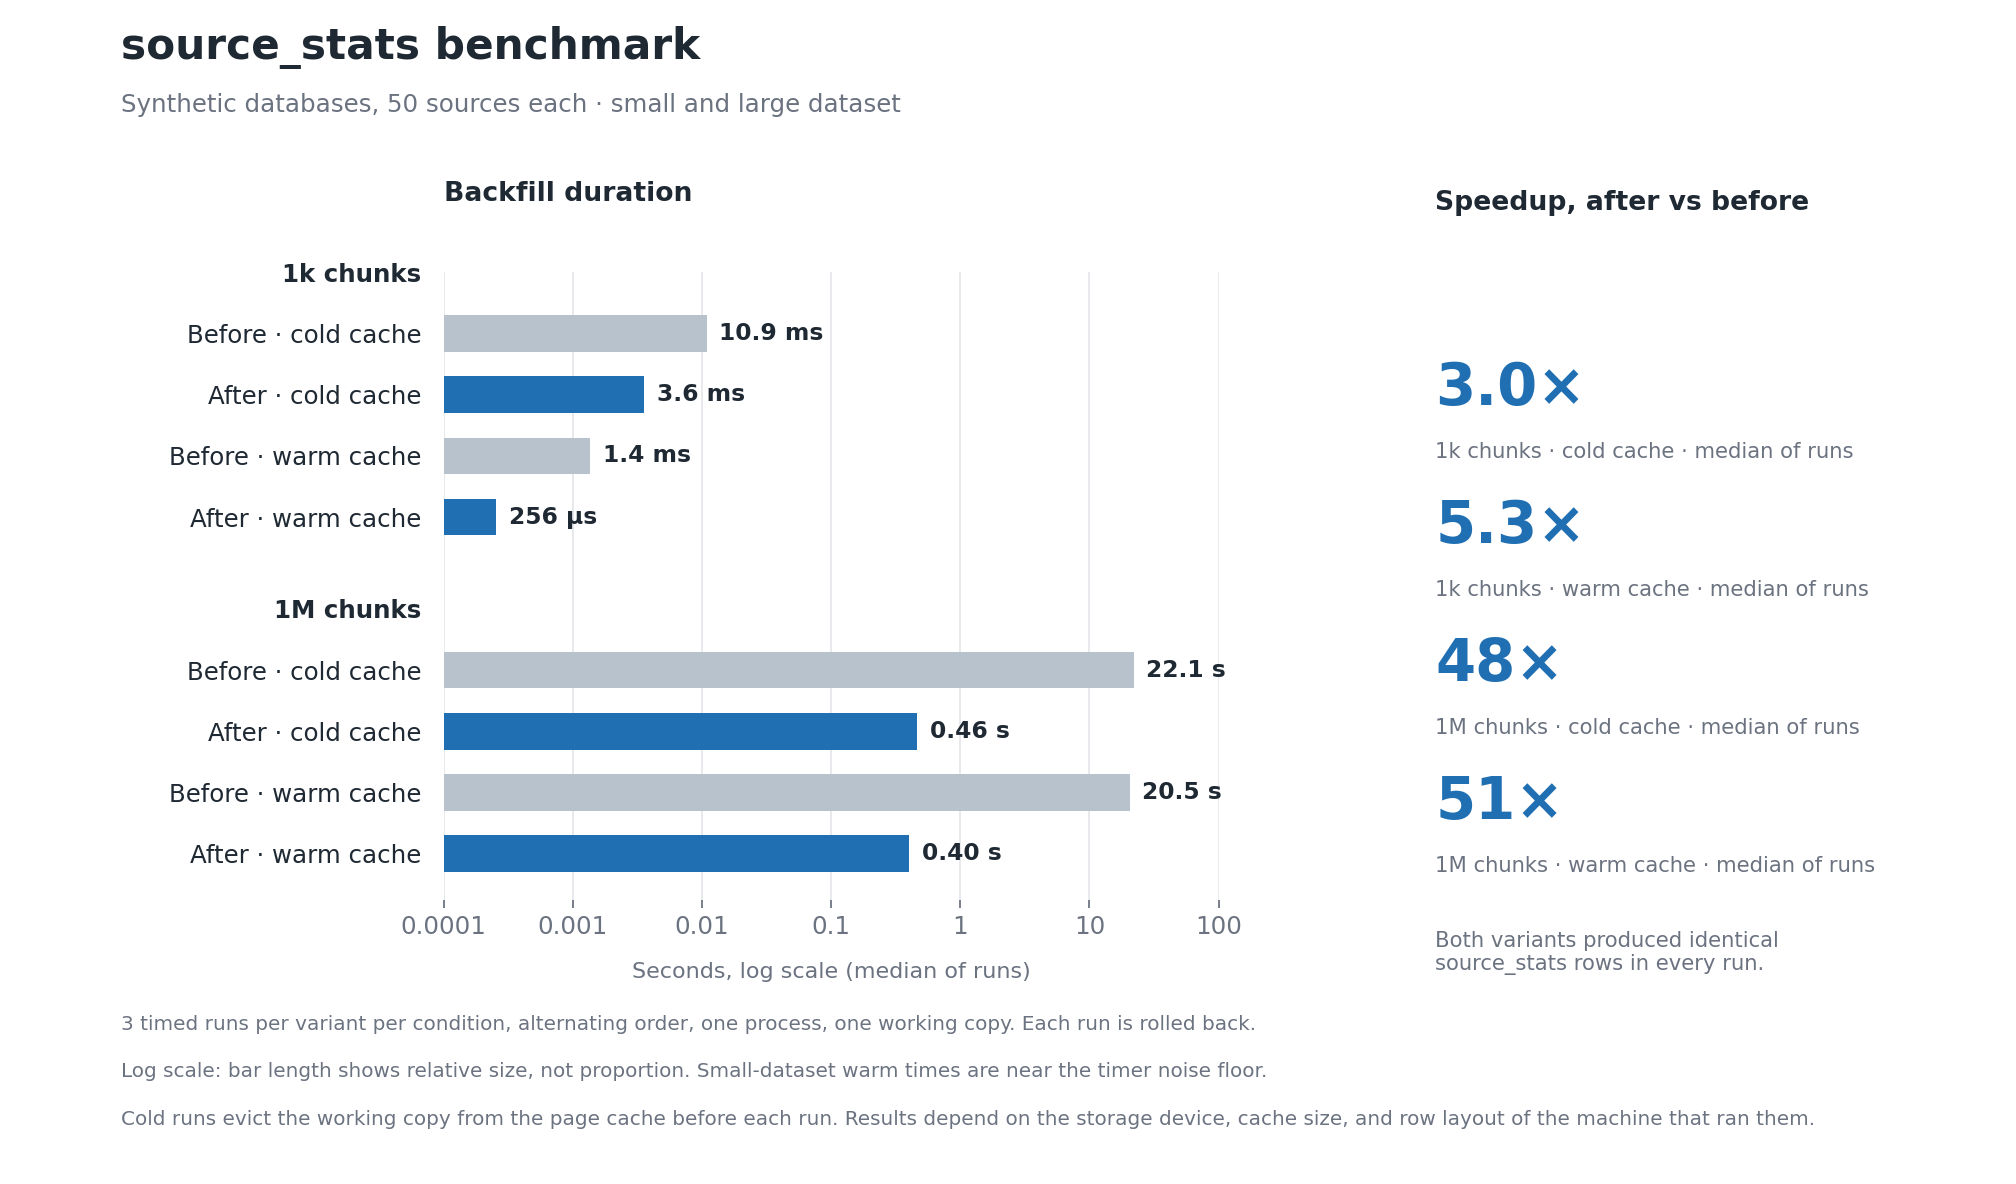 source_stats benchmark
Synthetic databases, 50 sources each · small and large dataset
Backfill duration
1k chunks
Before · cold cache 10.9 ms
After · cold cache 3.6 ms
Before · warm cache 1.4 ms
After · warm cache 256 µs
1M chunks
Before · cold cache 22.1 s
After · cold cache 0.46 s
Before · warm cache 20.5 s
After · warm cache 0.40 s
0.0001 0.001 0.01 0.1 1 10 100
Seconds, log scale (median of runs)
Speedup, after vs before
3.0×
1k chunks · cold cache · median of runs
5.3×
1k chunks · warm cache · median of runs
48×
1M chunks · cold cache · median of runs
51×
1M chunks · warm cache · median of runs
Both variants produced identical
source_stats rows in every run.
3 timed runs per variant per condition, alternating order, one process, one working copy. Each run is rolled back.
Log scale: bar length shows relative size, not proportion. Small-dataset warm times are near the timer noise floor.
Cold runs evict the working copy from the page cache before each run. Results depend on the storage device, cache size, and row layout of the machine that ran them.